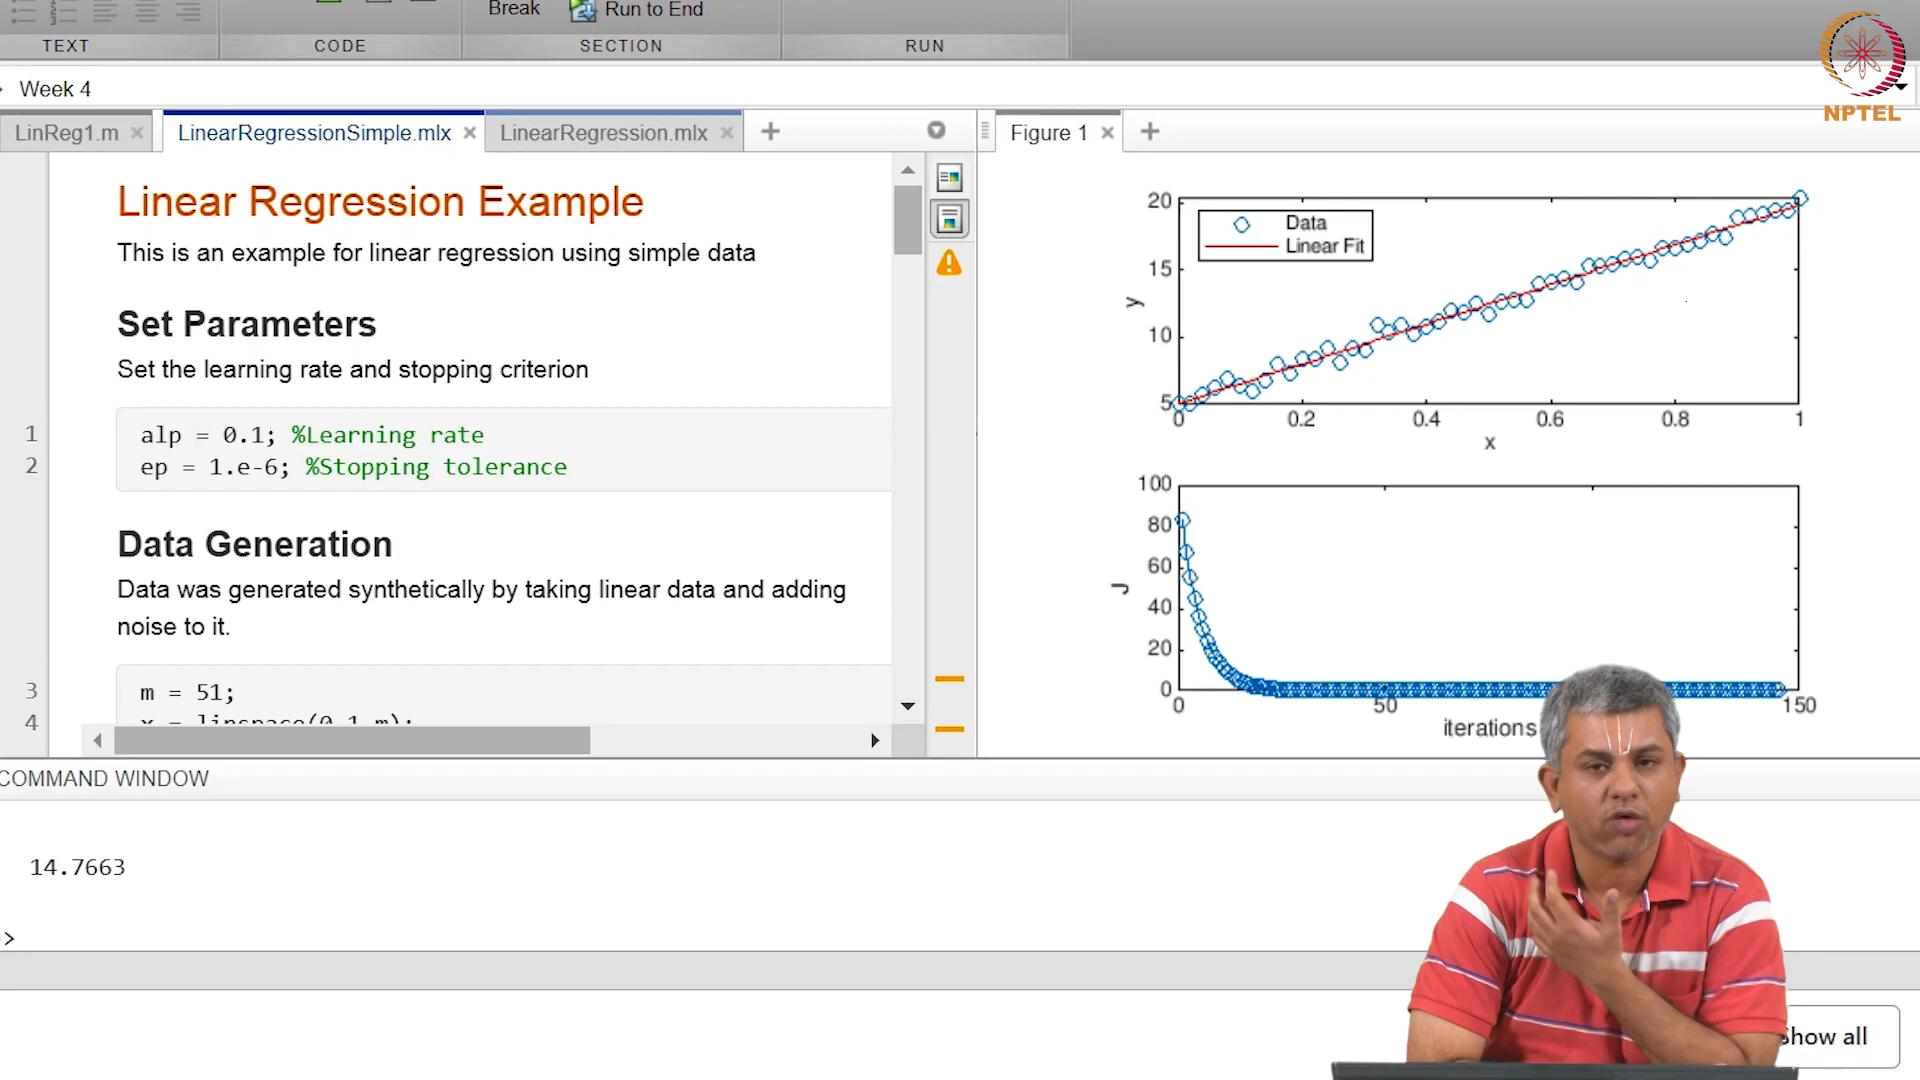 Break
Run to End
TEXT
CODE
SECTION
RUN
NPTEL
Week 4
LinReg1.m
LinearRegressionSimple.mlx
LinearRegression.mlx
Figure 1
Linear Regression Example
This is an example for linear regression using simple data
Set Parameters
Set the learning rate and stopping criterion
1 alp = 0.1; %Learning rate
2 ep = 1.e-6; %Stopping tolerance
Data Generation
Data was generated synthetically by taking linear data and adding
noise to it.
3 m = 51;
4 x = linspace(0,1,m);
20
15
10
5
y
Data
Linear Fit
0 0.2 0.4 0.6 0.8 1
x
100
80
60
40
20
0
J
0 50 150
iterations
COMMAND WINDOW
14.7663
>
Show all